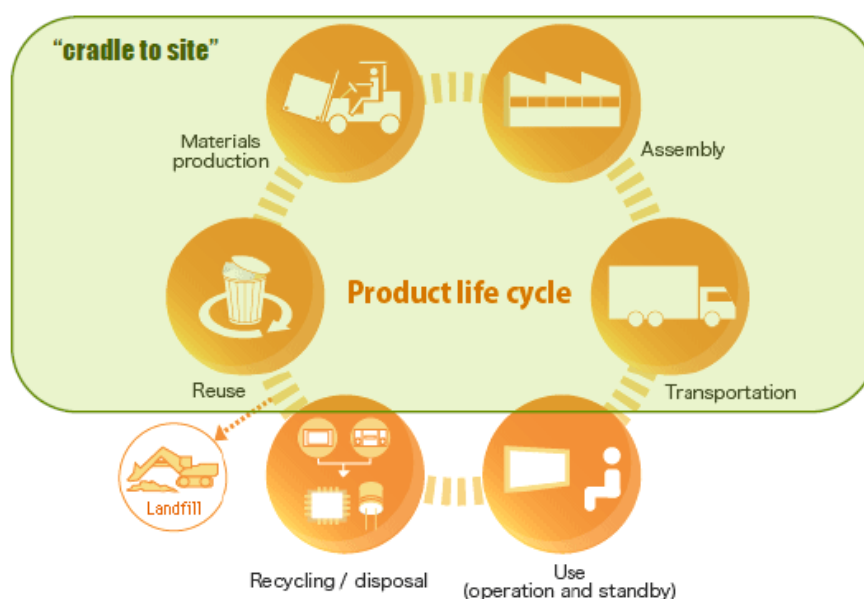 “cradle to site”
Materials
production
Assembly
Product life cycle
Reuse
Transportation
Landfill
Recycling / disposal
Use
(operation and standby)